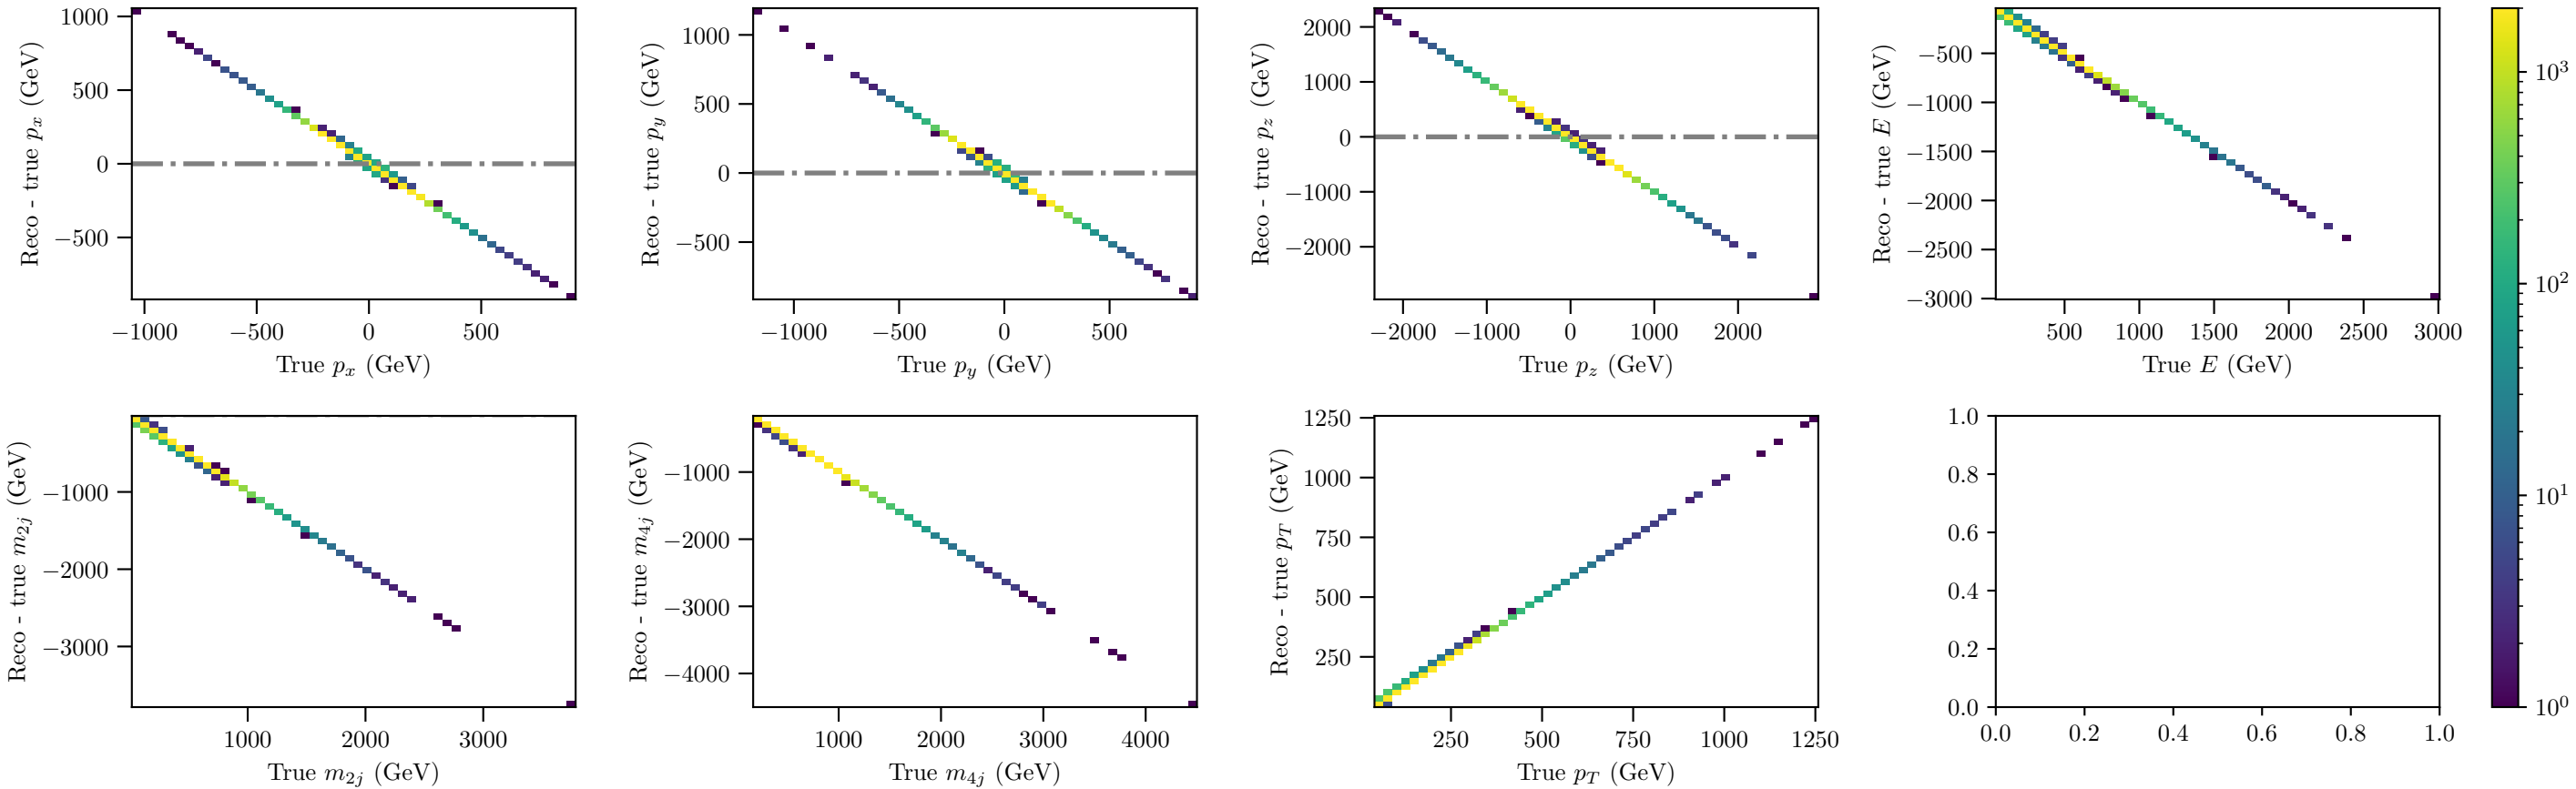 1000
500
0
−500
Reco - true p_x (GeV)
−1000 −500 0 500
True p_x (GeV)
1000
500
0
−500
Reco - true p_y (GeV)
−1000 −500 0 500
True p_y (GeV)
2000
1000
0
−1000
−2000
Reco - true p_z (GeV)
−2000 −1000 0 1000 2000
True p_z (GeV)
−500
−1000
−1500
−2000
−2500
−3000
Reco - true E (GeV)
500 1000 1500 2000 2500 3000
True E (GeV)
10^3
10^2
10^1
10^0
−1000
−2000
−3000
Reco - true m_{2j} (GeV)
1000 2000 3000
True m_{2j} (GeV)
−1000
−2000
−3000
−4000
Reco - true m_{4j} (GeV)
1000 2000 3000 4000
True m_{4j} (GeV)
1250
1000
750
500
250
Reco - true p_T (GeV)
250 500 750 1000 1250
True p_T (GeV)
1.0
0.8
0.6
0.4
0.2
0.0
0.0 0.2 0.4 0.6 0.8 1.0